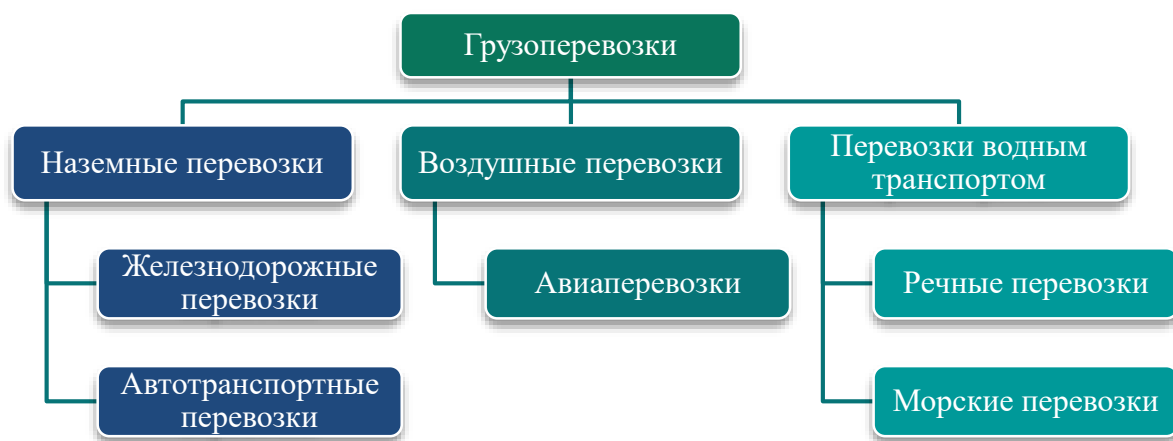 Грузоперевозки
Наземные перевозки
Железнодорожные
перевозки
Автотранспортные
перевозки
Воздушные перевозки
Авиаперевозки
Перевозки водным
транспортом
Речные перевозки
Морские перевозки